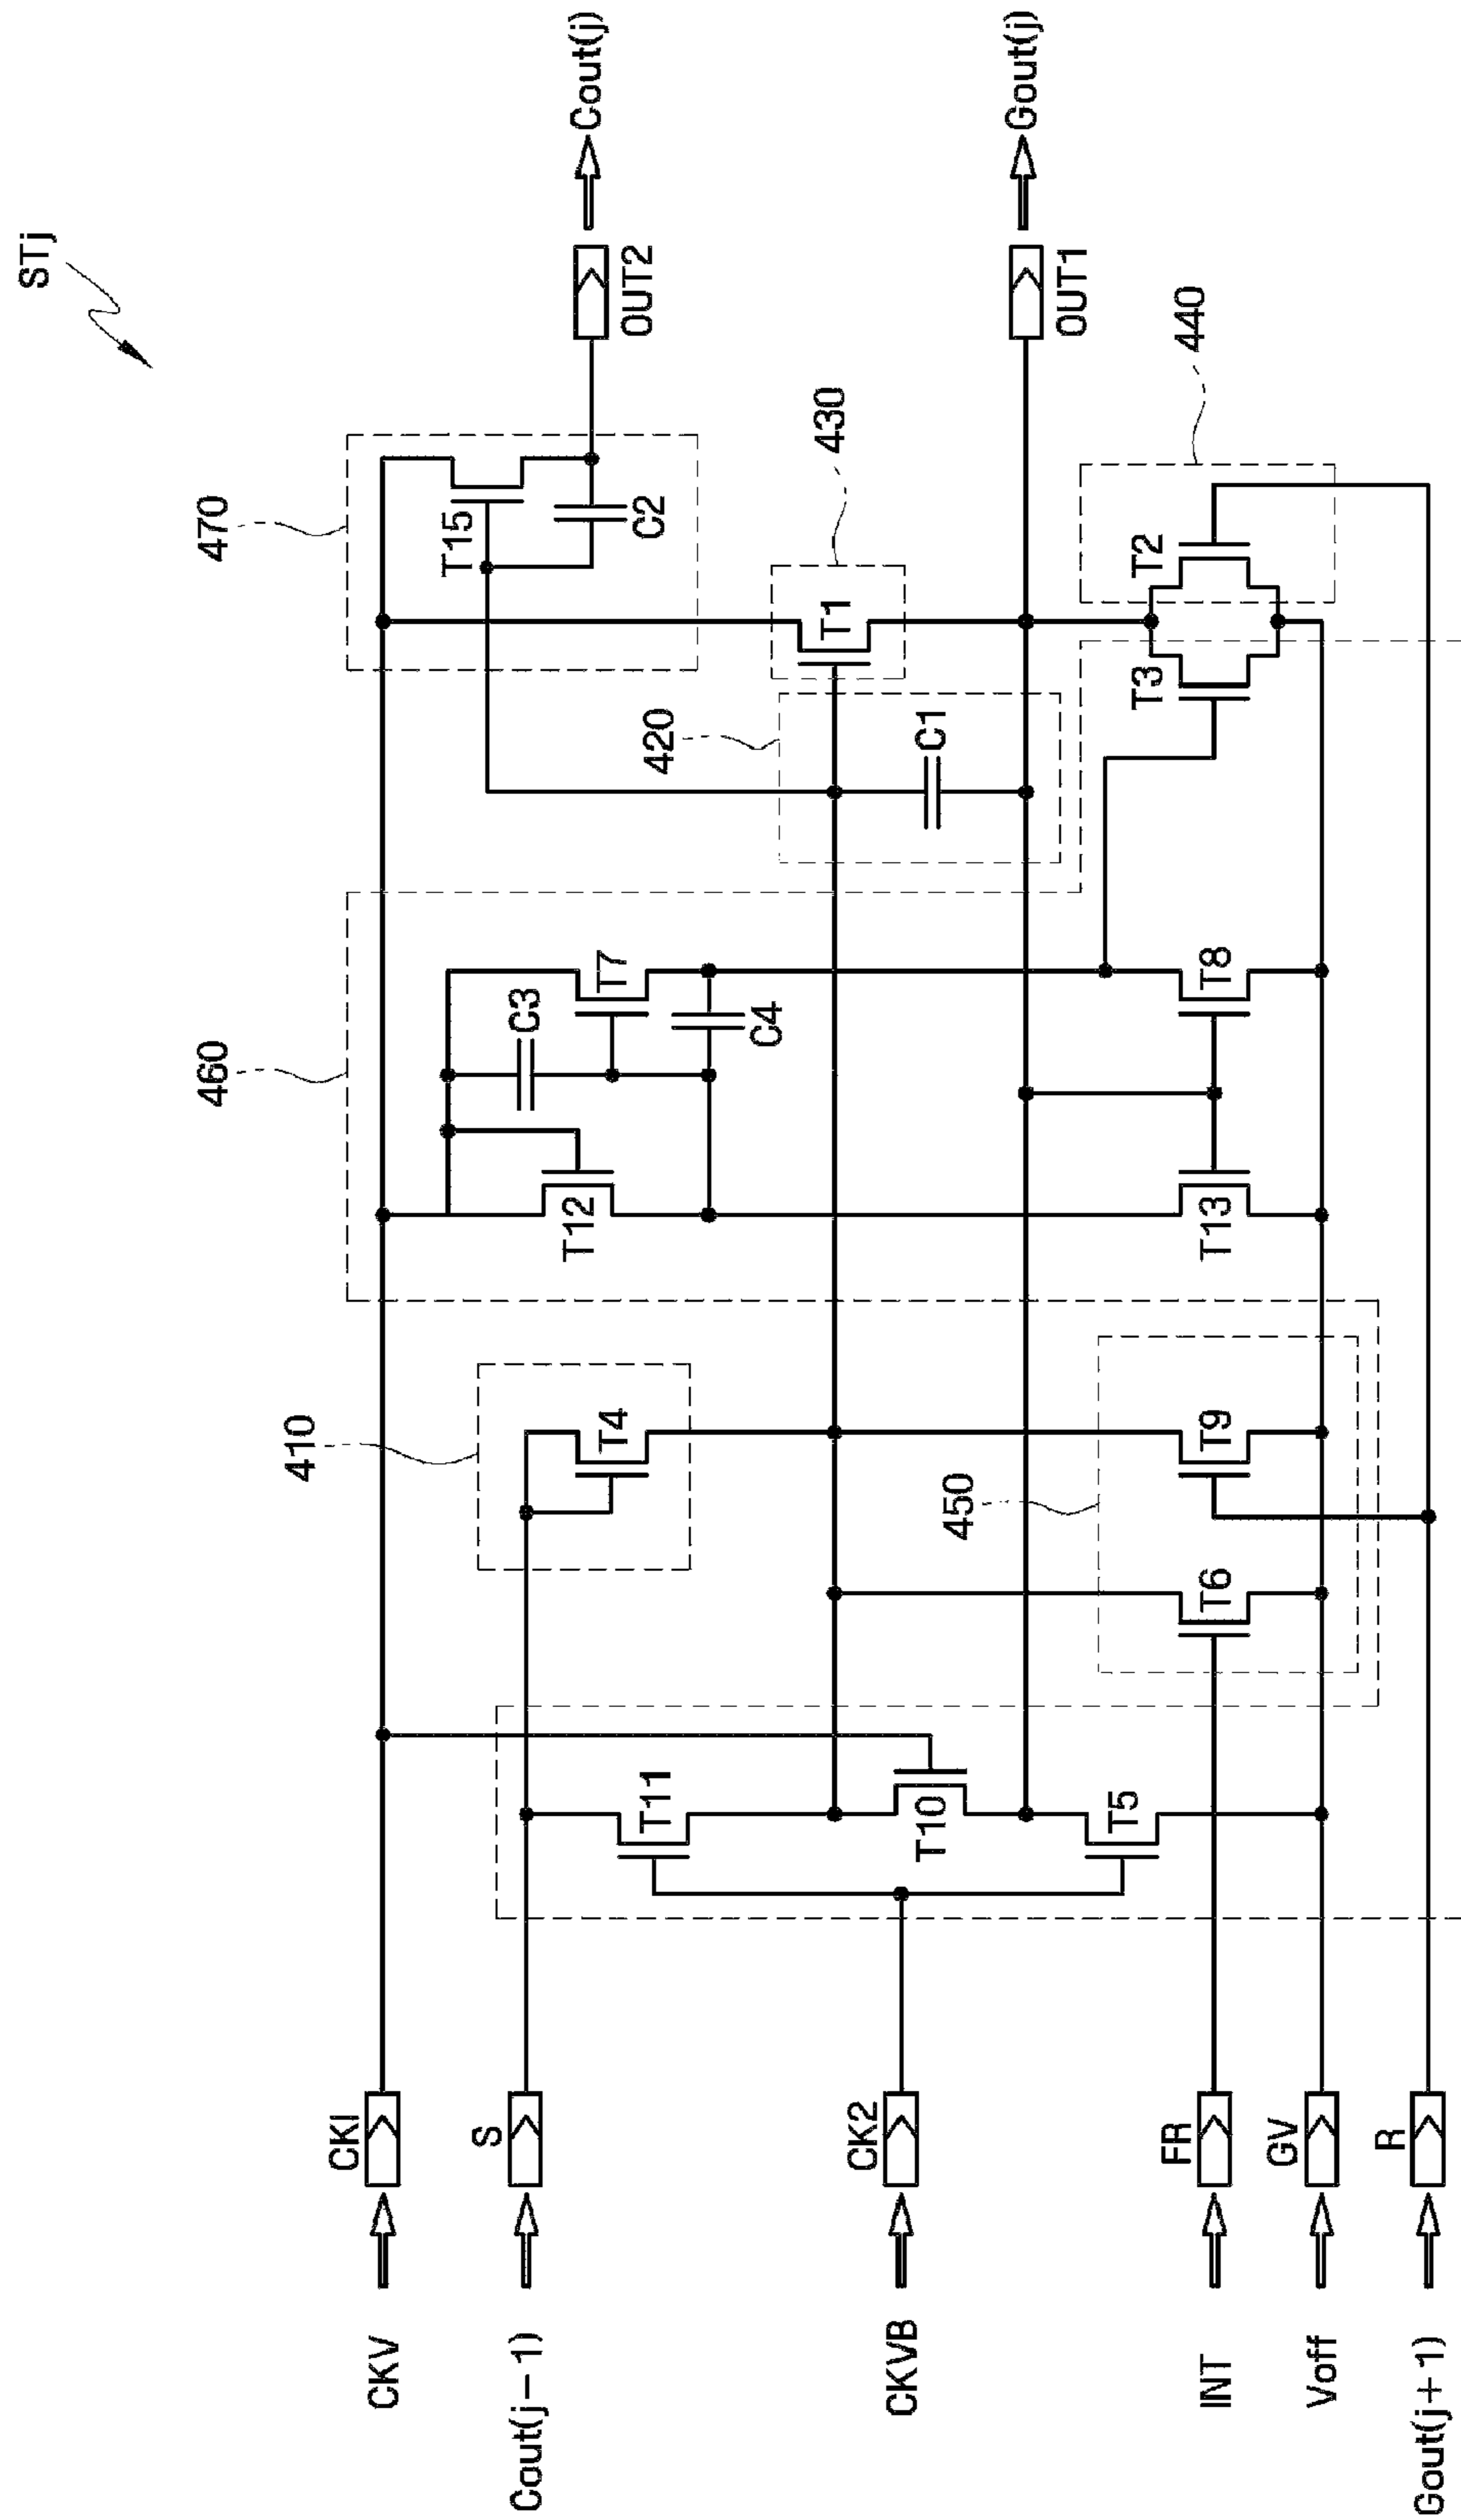 STj
470
460
410
CKV
CKI
T15
C2
OUT2
Cout(j)
Cout(j-1)
S
T4
T12
C3
T7
C4
420
430
T1
C1
T11
CKVB
CK2
T10
450
OUT1
Gout(j)
T5
T3
T2
440
INT
FR
T6
T9
T13
T8
Voff
GV
Gout(j+1)
R